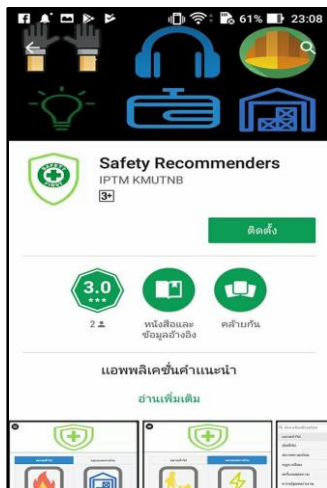 61% 23:08
SAFETY
FIRST
Safety Recommenders
IPTM KMUTNB
3+
ติดตั้ง
3.0
2
หนังสือและ
ข้อมูลอ้างอิง
คล้ายกัน
แอพพลิเคชั่นคำแนะนำ
อ่านเพิ่มเติม